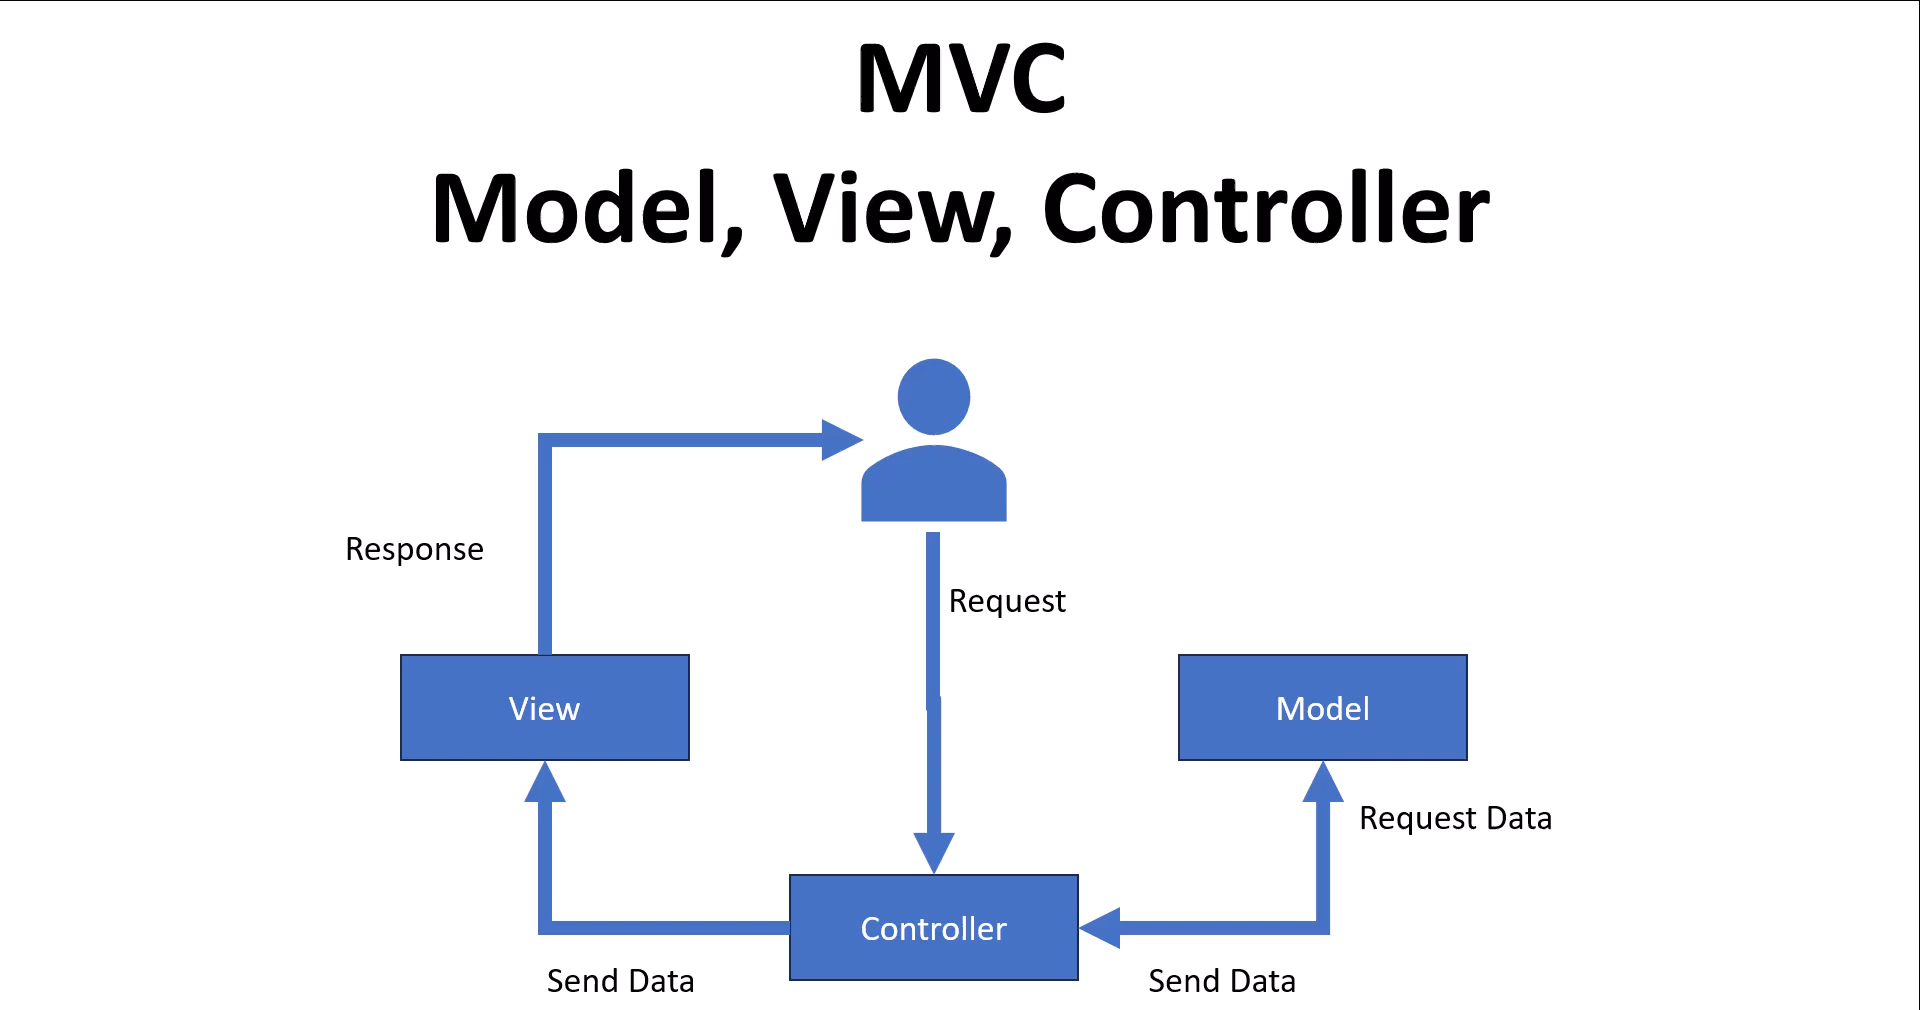 MVC
Model, View, Controller
Response
Request
View
Model
Request Data
Controller
Send Data
Send Data